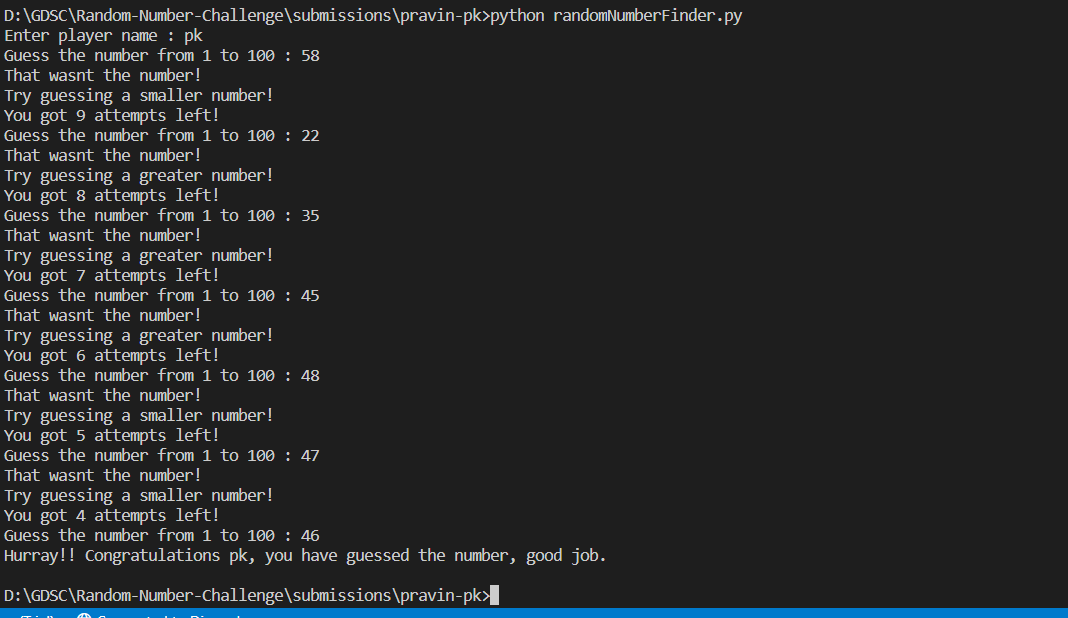 D:\GDSC\Random-Number-Challenge\submissions\pravin-pk>python randomNumberFinder.py
Enter player name : pk
Guess the number from 1 to 100 : 58
That wasnt the number!
Try guessing a smaller number!
You got 9 attempts left!
Guess the number from 1 to 100 : 22
That wasnt the number!
Try guessing a greater number!
You got 8 attempts left!
Guess the number from 1 to 100 : 35
That wasnt the number!
Try guessing a greater number!
You got 7 attempts left!
Guess the number from 1 to 100 : 45
That wasnt the number!
Try guessing a greater number!
You got 6 attempts left!
Guess the number from 1 to 100 : 48
That wasnt the number!
Try guessing a smaller number!
You got 5 attempts left!
Guess the number from 1 to 100 : 47
That wasnt the number!
Try guessing a smaller number!
You got 4 attempts left!
Guess the number from 1 to 100 : 46
Hurray!! Congratulations pk, you have guessed the number, good job.
D:\GDSC\Random-Number-Challenge\submissions\pravin-pk>